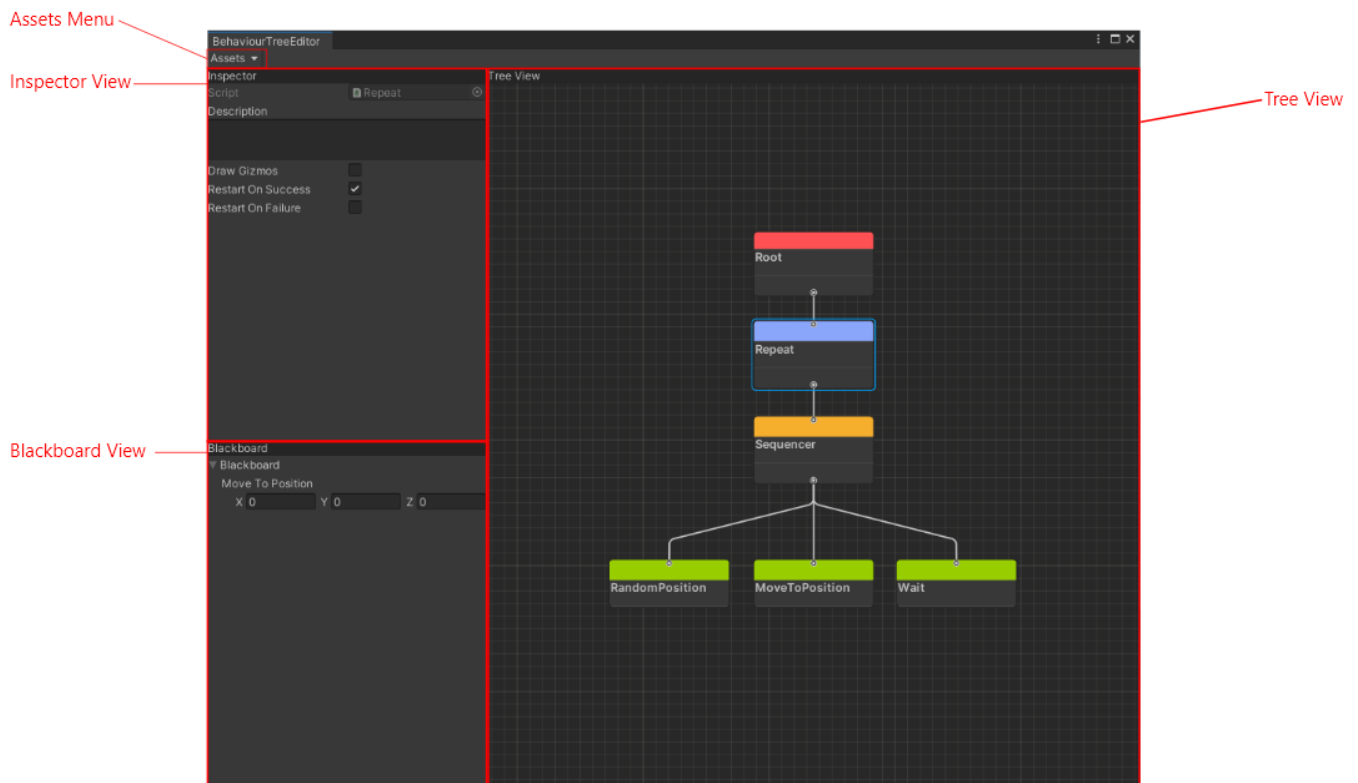 Assets Menu
BehaviourTreeEditor
Assets
Inspector View
Inspector
Tree View
Script
Repeat
Tree View
Description
Draw Gizmos
Restart On Success
Restart On Failure
Root
Repeat
Sequencer
Blackboard View
Blackboard
Blackboard
Move To Position
X 0 Y 0 Z 0
RandomPosition
MoveToPosition
Wait